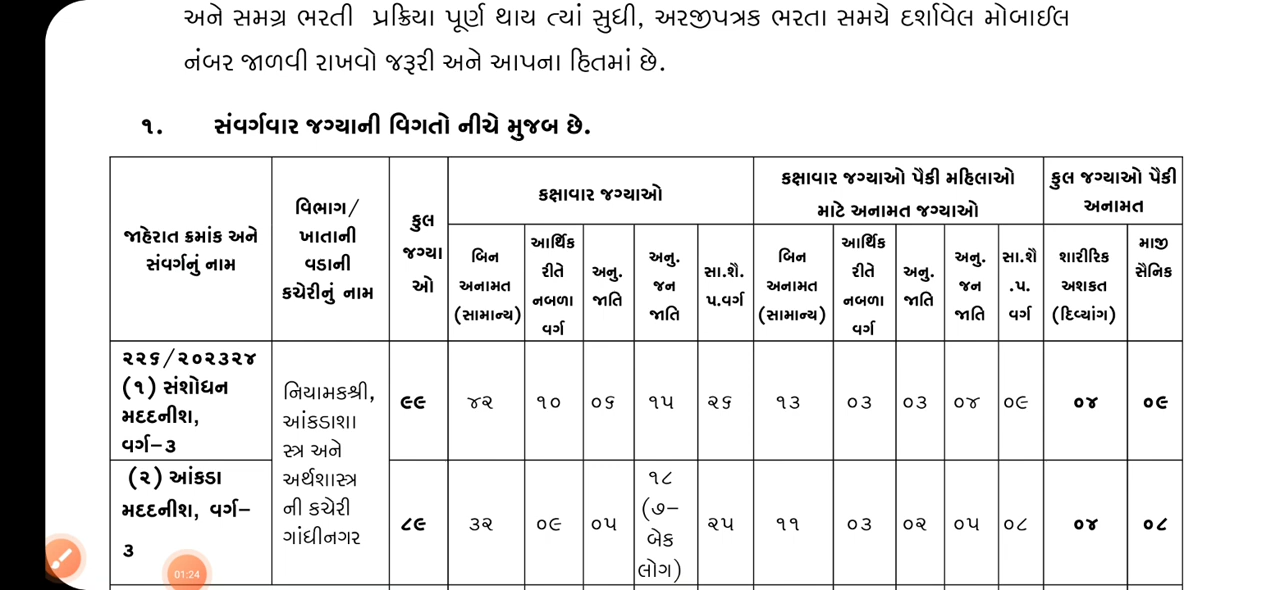 અને સમગ્ર ભરતી પ્રક્રિયા પૂર્ણ થાય ત્યાં સુધી, અરજીપત્રક ભરતા સમયે દર્શાવેલ મોબાઈલ
નંબર જાળવી રાખવો જરૂરી અને આપના હિતમાં છે.
૧. સંવર્ગવાર જગ્યાની વિગતો નીચે મુજબ છે.
જાહેરાત ક્રમાંક અને
સંવર્ગનું નામ
વિભાગ/
ખાતાની
વડાની
કચેરીનું નામ
કુલ
જગ્યા
ઓ
કક્ષાવાર જગ્યાઓ
કક્ષાવાર જગ્યાઓ પૈકી મહિલાઓ
માટે અનામત જગ્યાઓ
કુલ જગ્યાઓ પૈકી
અનામત
બિન
અનામત
(સામાન્ય)
આર્થિક
રીતે
નબળા
વર્ગ
અનુ.
જાતિ
અનુ.
જન
જાતિ
સા.શૈ.
પ.વર્ગ
બિન
અનામત
(સામાન્ય)
આર્થિક
રીતે
નબળા
વર્ગ
અનુ.
જાતિ
અનુ.
જન
જાતિ
સા.શૈ
.પ.
વર્ગ
શારીરિક
અશકત
(દિવ્યાંગ)
માજી
સૈનિક
૨૨૬/૨૦૨૩૨૪
(૧) સંશોધન
મદદનીશ,
વર્ગ-૩
નિયામકશ્રી,
આંકડાશા
સ્ત્ર અને
અર્થશાસ્ત્ર
ની કચેરી
ગાંધીનગર
૯૯ ૪૨ ૧૦ ૦૬ ૧૫ ૨૬ ૧૩ ૦૩ ૦૩ ૦૪ ૦૯ ૦૪ ૦૯
(૨) આંકડા
મદદનીશ, વર્ગ-
૩
૮૯ ૩૨ ૦૯ ૦૫
૧૮
(૭-
બેક
લોગ)
૨૫ ૧૧ ૦૩ ૦૨ ૦૫ ૦૮ ૦૪ ૦૮
01:24